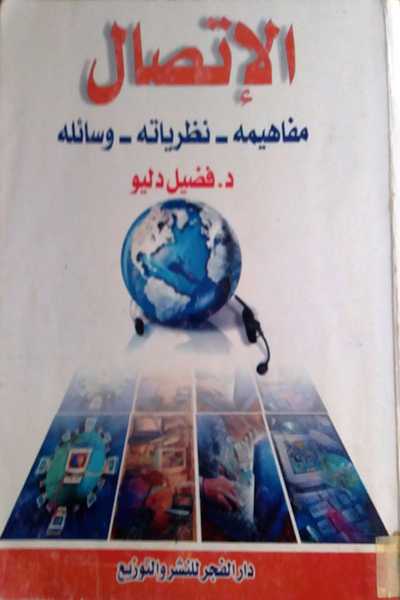 الإتصال
مفاهيمه - نظرياته - وسائله
د. فضيل دليو
دار الفجر للنشر والتوزيع